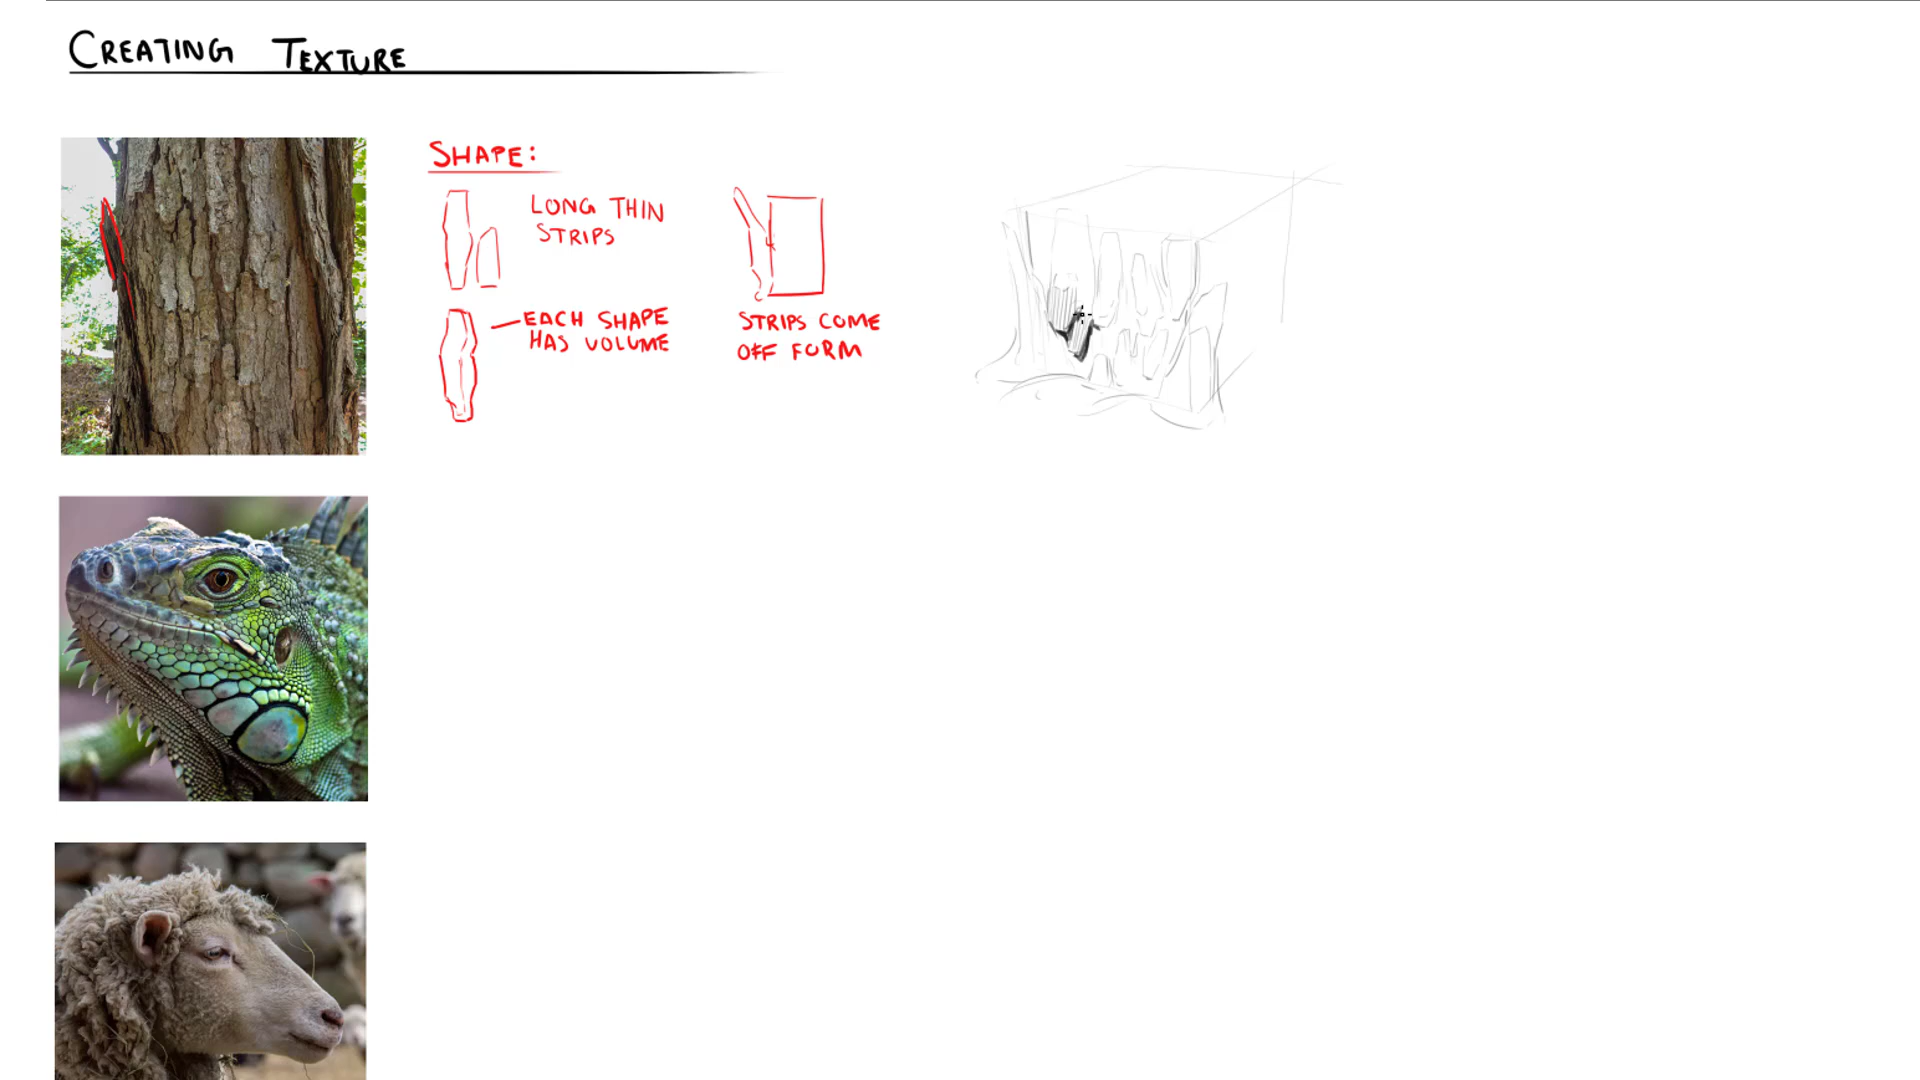 CREATING TEXTURE
SHAPE:
LONG THIN
STRIPS
EACH SHAPE
HAS VOLUME
STRIPS COME
OFF FORM